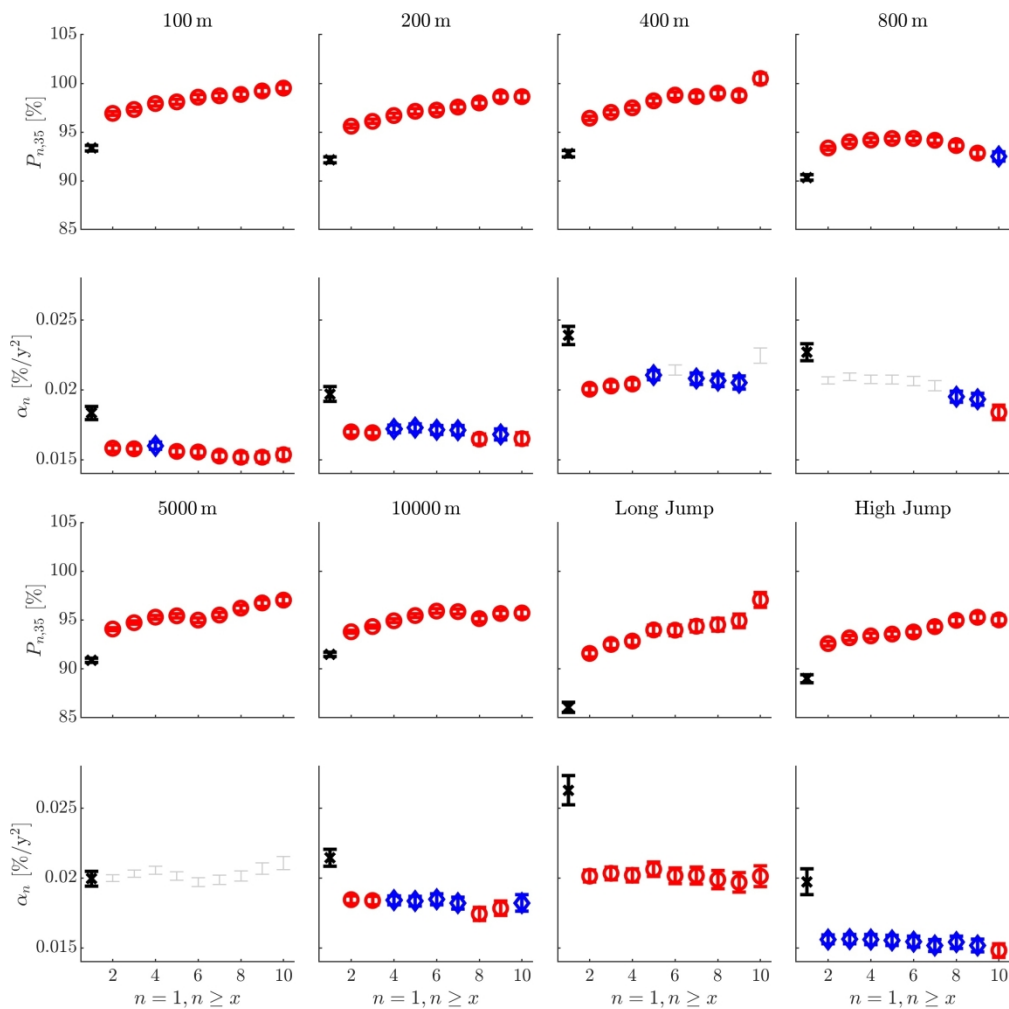 100 m 200 m 400 m 800 m
105
100
95
90
85
P_{n,35} [%]
0.025
0.02
0.015
α_n [%/y²]
5000 m 10000 m Long Jump High Jump
105
100
95
90
85
P_{n,35} [%]
0.025
0.02
0.015
α_n [%/y²]
2 4 6 8 10 2 4 6 8 10 2 4 6 8 10 2 4 6 8 10
n = 1, n ≥ x n = 1, n ≥ x n = 1, n ≥ x n = 1, n ≥ x